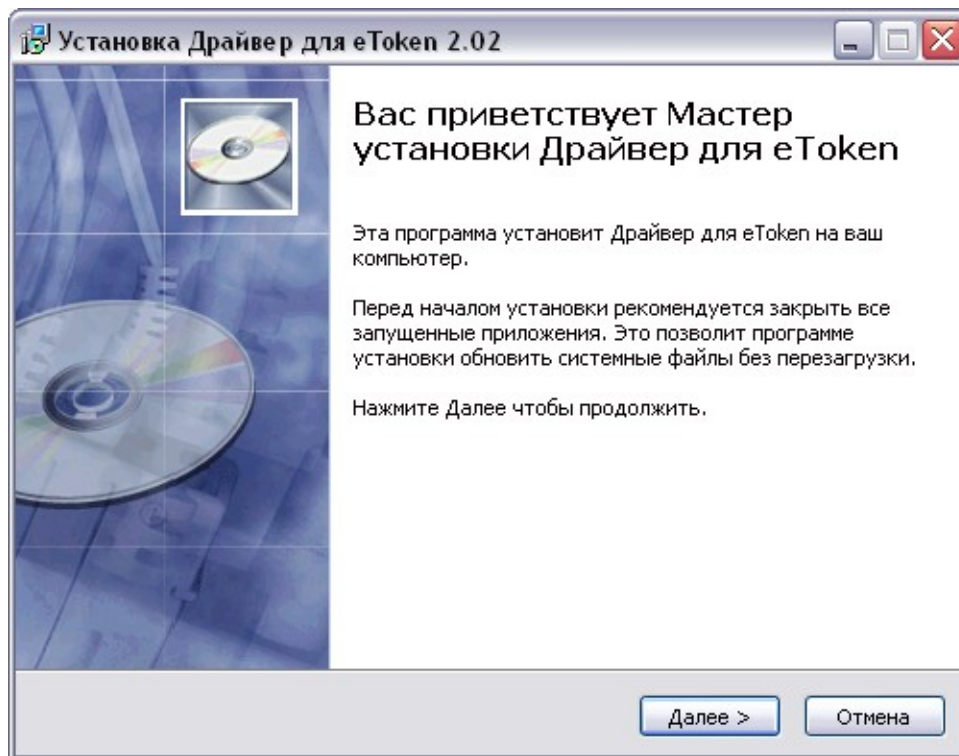 Установка Драйвер для eToken 2.02
Вас приветствует Мастер
установки Драйвер для eToken
Эта программа установит Драйвер для eToken на ваш
компьютер.
Перед началом установки рекомендуется закрыть все
запущенные приложения. Это позволит программе
установки обновить системные файлы без перезагрузки.
Нажмите Далее чтобы продолжить.
Далее >
Отмена